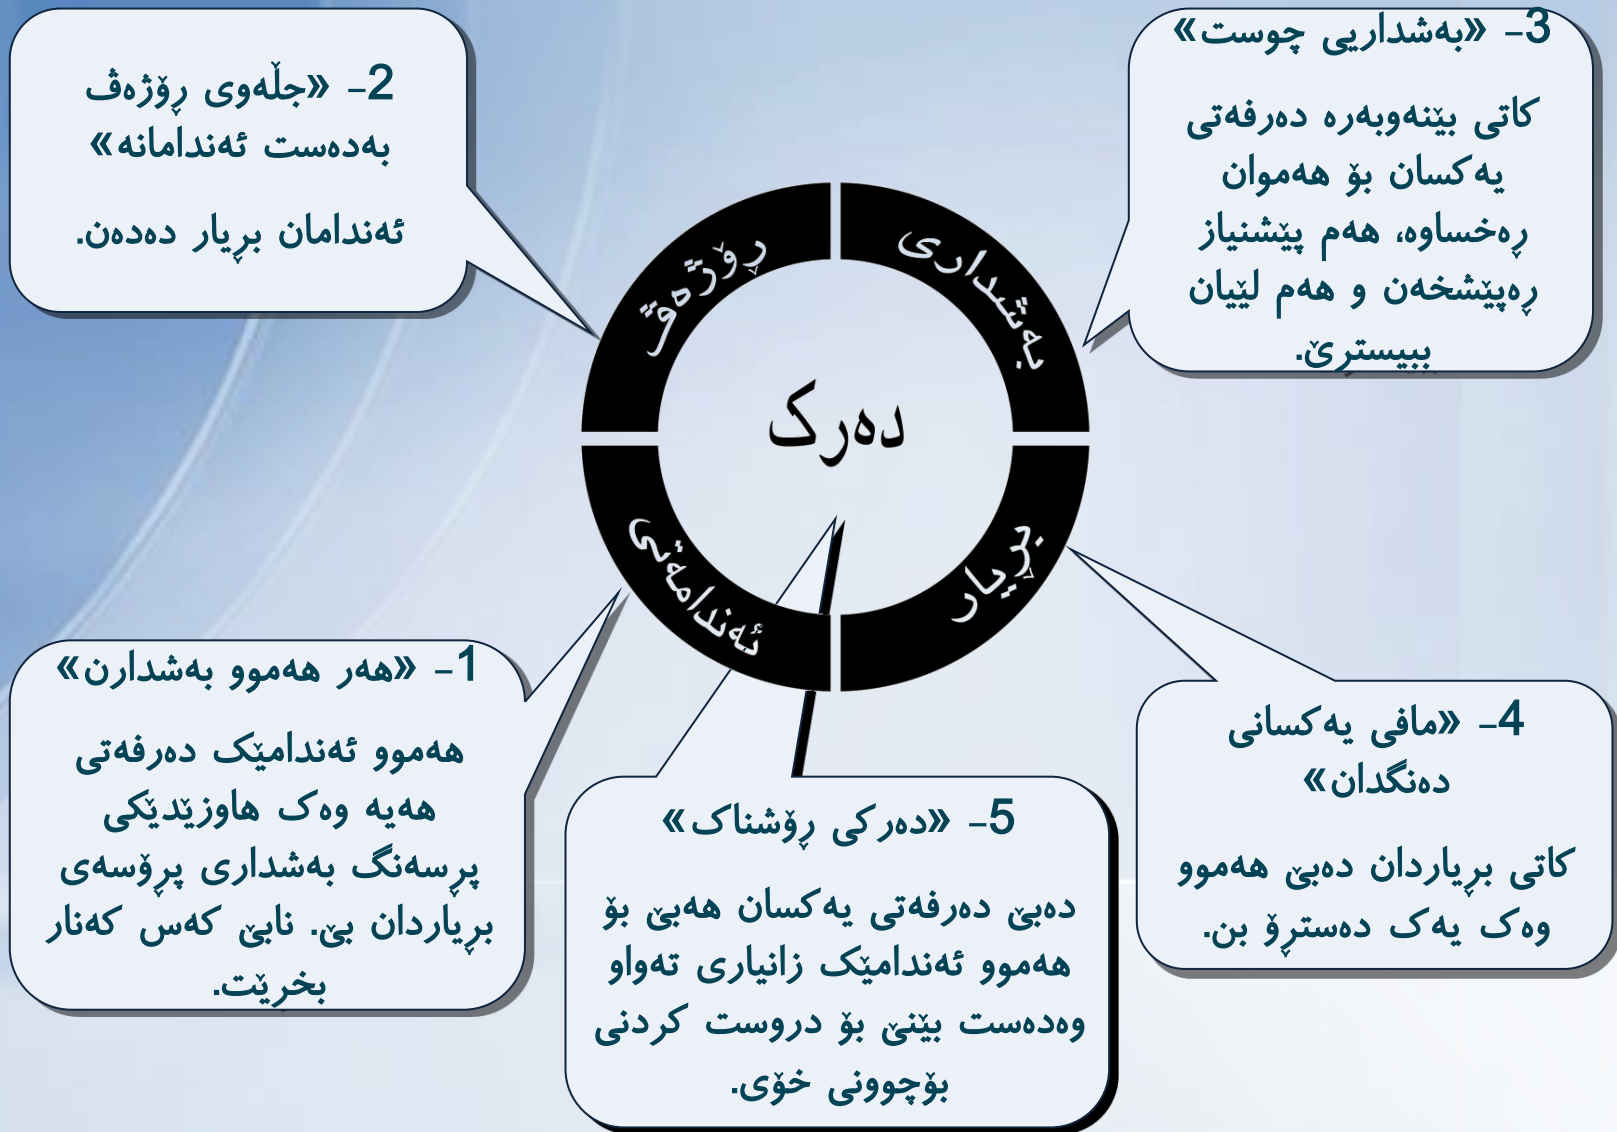 2- «جڵەوی ڕۆژەڤ
بەدەست ئەندامانە»
ئەندامان بڕیار دەدەن.
3- «بەشداریی چوست»
کاتی بێنەوبەرە دەرفەتی
یەکسان بۆ هەموان
ڕەخساوە، هەم پێشنیاز
ڕەپێشخەن و هەم لێیان
ببیسترێ.
ڕۆژەڤ
بەشداری
دەرک
ئەندامەتی
بڕیار
1- «هەر هەموو بەشدارن»
هەموو ئەندامێک دەرفەتی
هەیە وەک هاوزێدێکی
پڕسەنگ بەشداری پڕۆسەی
بڕیاردان بێ. نابێ کەس کەنار
بخرێت.
5- «دەرکی ڕۆشناک»
دەبێ دەرفەتی یەکسان هەبێ بۆ
هەموو ئەندامێک زانیاری تەواو
وەدەست بێنێ بۆ دروست کردنی
بۆچوونی خۆی.
4- «مافی یەکسانی
دەنگدان»
کاتی بڕیاردان دەبێ هەموو
وەک یەک دەستڕۆ بن.